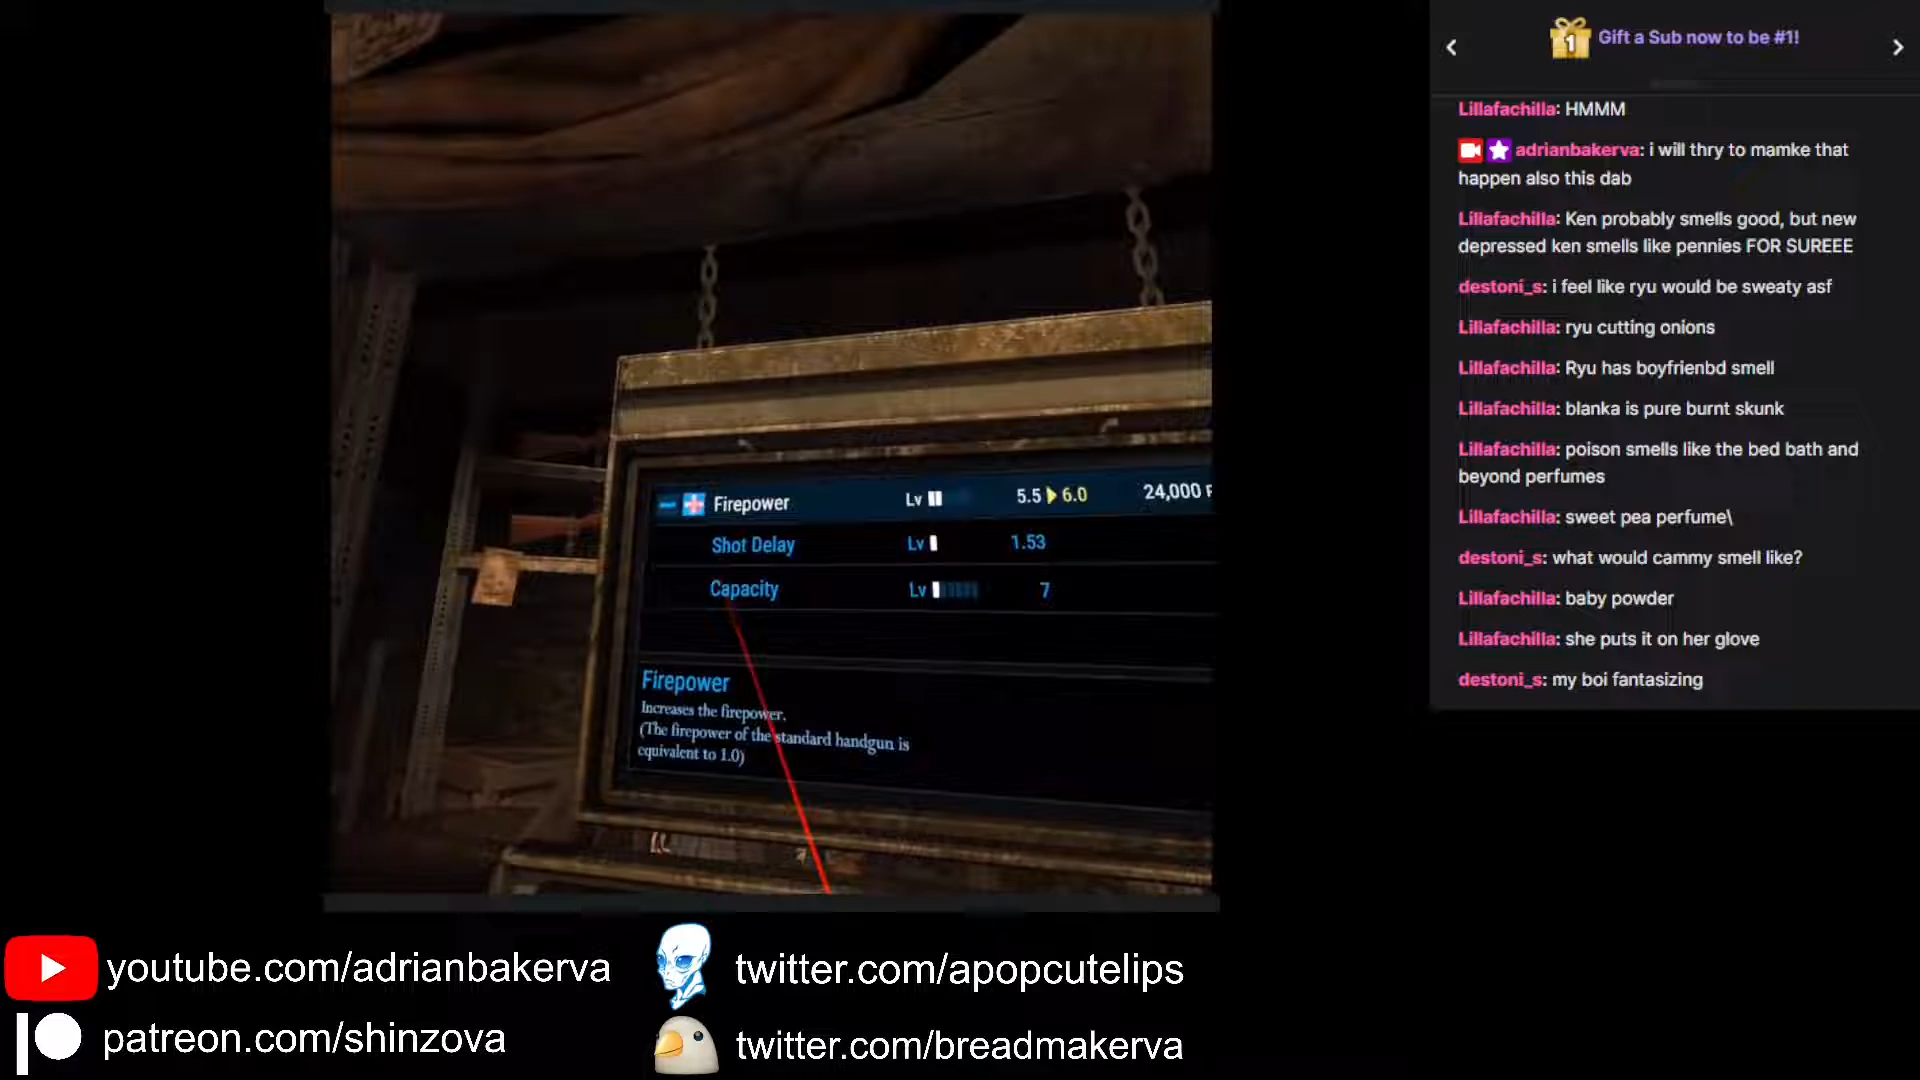 1
Gift a Sub now to be #1!
Lillafachilla: HMMM
adrianbakerva: i will thry to mamke that
happen also this dab
Lillafachilla: Ken probably smells good, but new
depressed ken smells like pennies FOR SUREEE
destoni_s: i feel like ryu would be sweaty asf
Lillafachilla: ryu cutting onions
Lillafachilla: Ryu has boyfrienbd smell
Lillafachilla: blanka is pure burnt skunk
Lillafachilla: poison smells like the bed bath and
beyond perfumes
Lillafachilla: sweet pea perfume\
destoni_s: what would cammy smell like?
Lillafachilla: baby powder
Lillafachilla: she puts it on her glove
destoni_s: my boi fantasizing
Firepower Lv 5.5 6.0 24,000
Shot Delay Lv 1.53
Capacity Lv 7
Firepower
Increases the firepower.
(The firepower of the standard handgun is
equivalent to 1.0)
youtube.com/adrianbakerva
twitter.com/apopcutelips
patreon.com/shinzova
twitter.com/breadmakerva